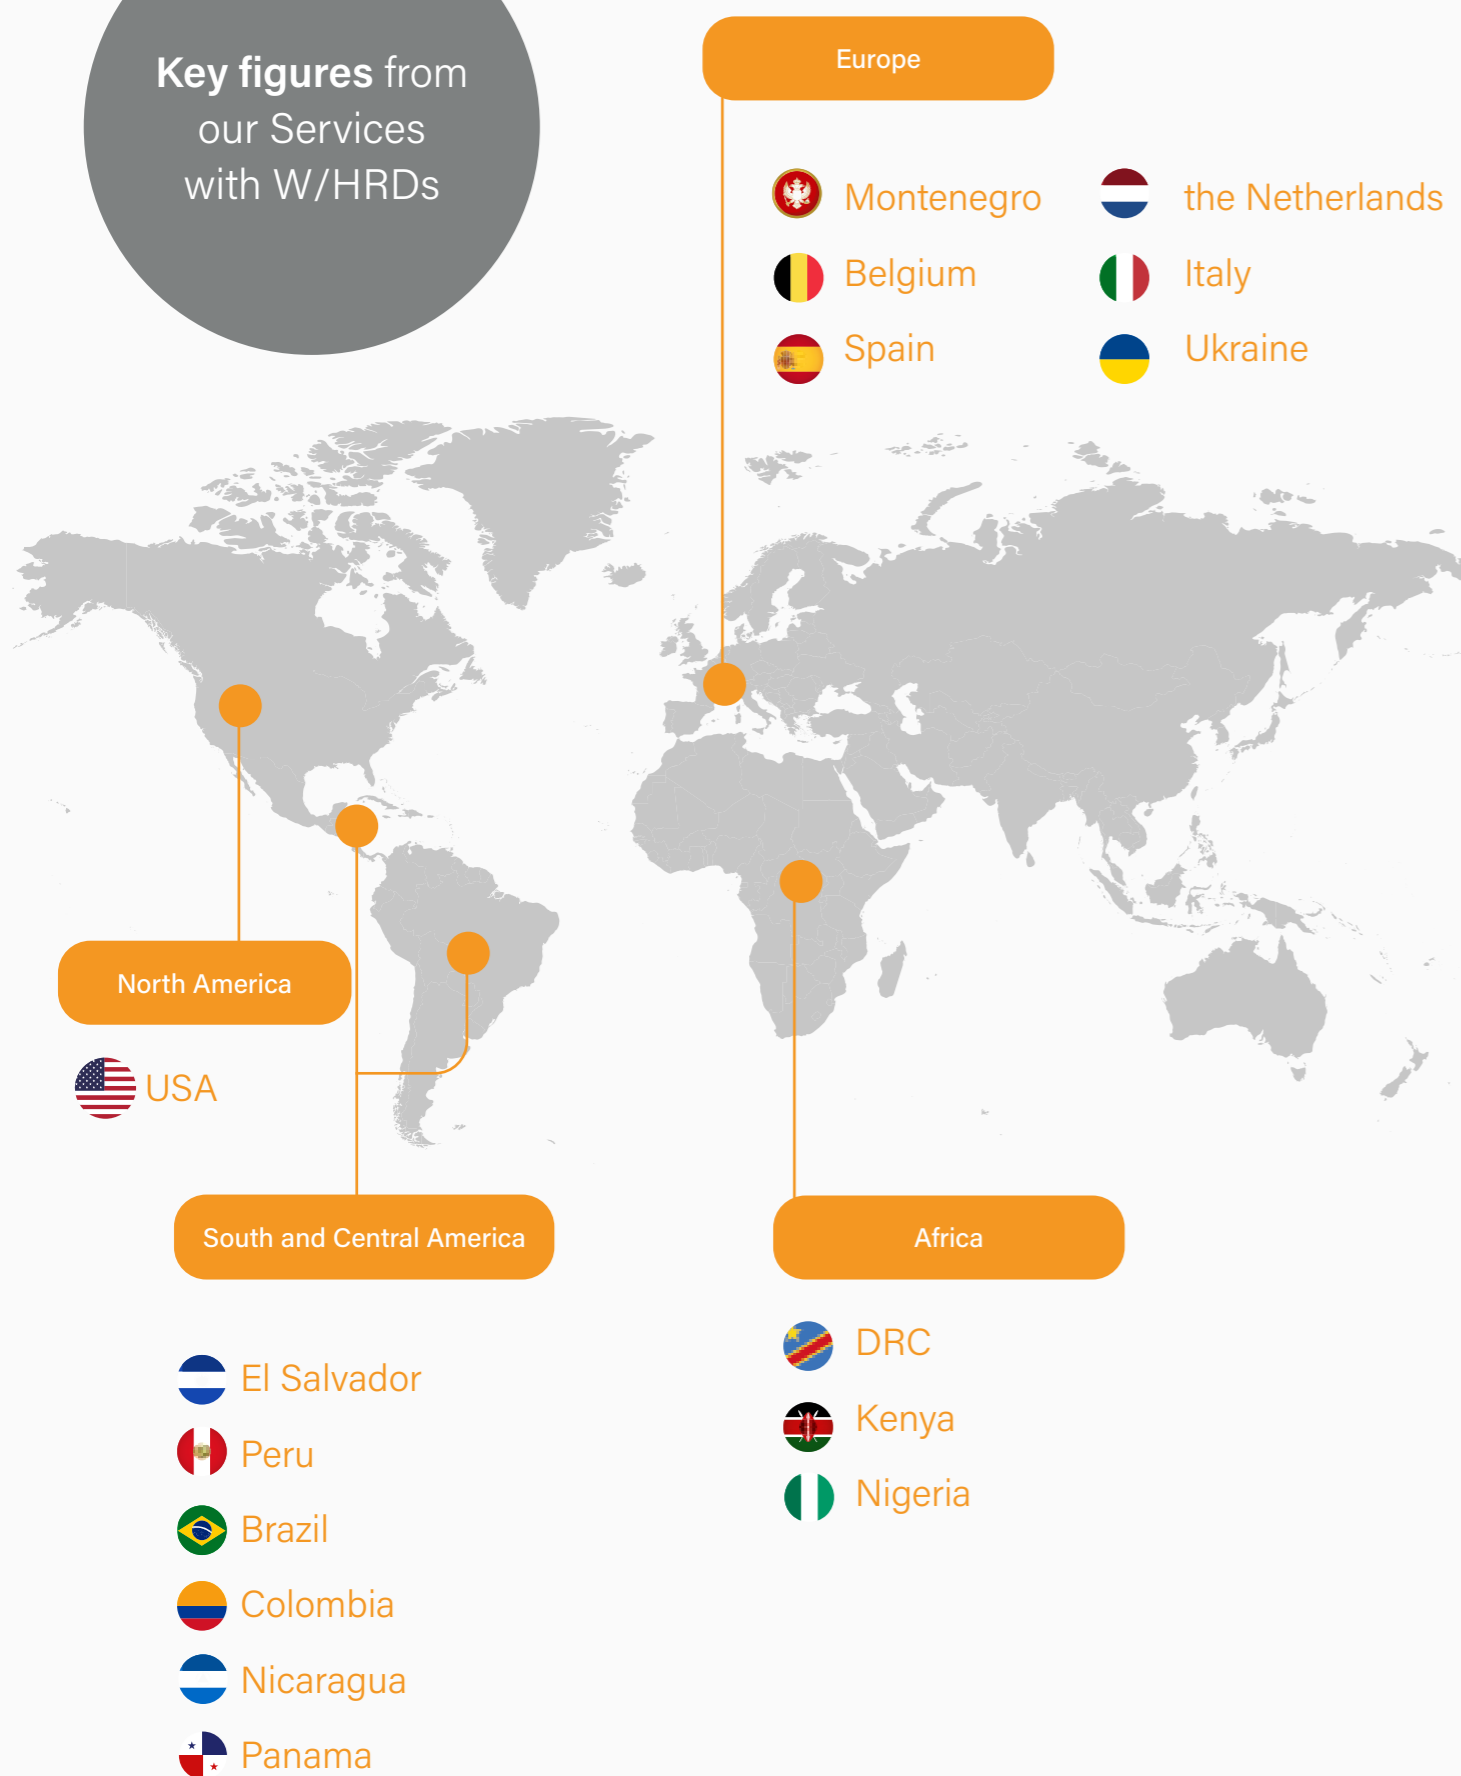 Key figures from
our Services
with W/HRDs
Europe
Montenegro
the Netherlands
Belgium
Italy
Spain
Ukraine
North America
USA
South and Central America
El Salvador
Peru
Brazil
Colombia
Nicaragua
Panama
Africa
DRC
Kenya
Nigeria